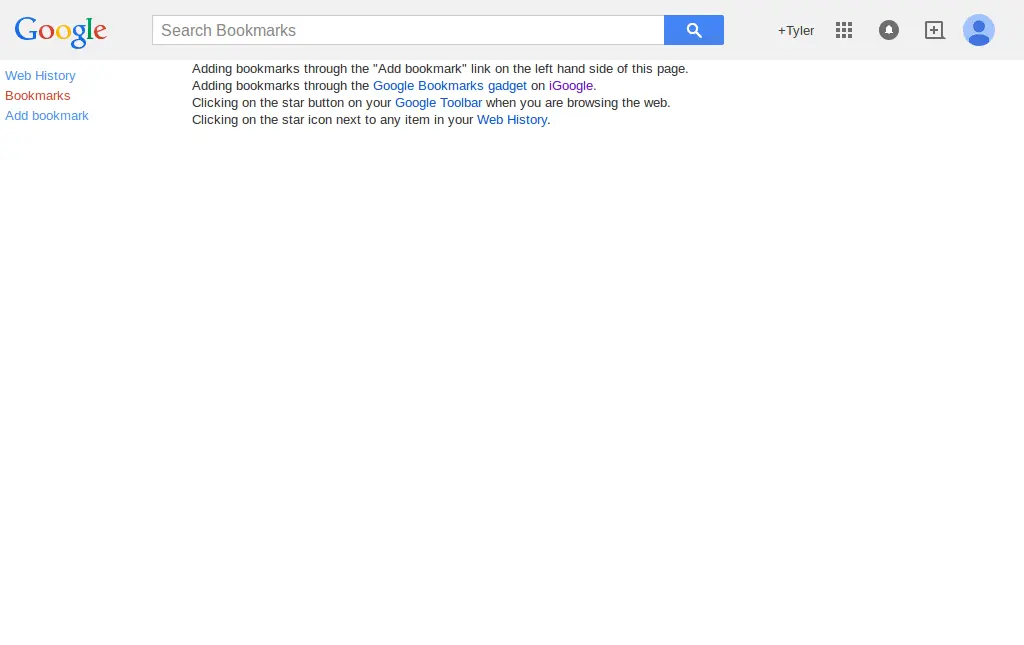 Google
Search Bookmarks
+Tyler
Web History
Bookmarks
Add bookmark
Adding bookmarks through the "Add bookmark" link on the left hand side of this page.
Adding bookmarks through the Google Bookmarks gadget on iGoogle.
Clicking on the star button on your Google Toolbar when you are browsing the web.
Clicking on the star icon next to any item in your Web History.